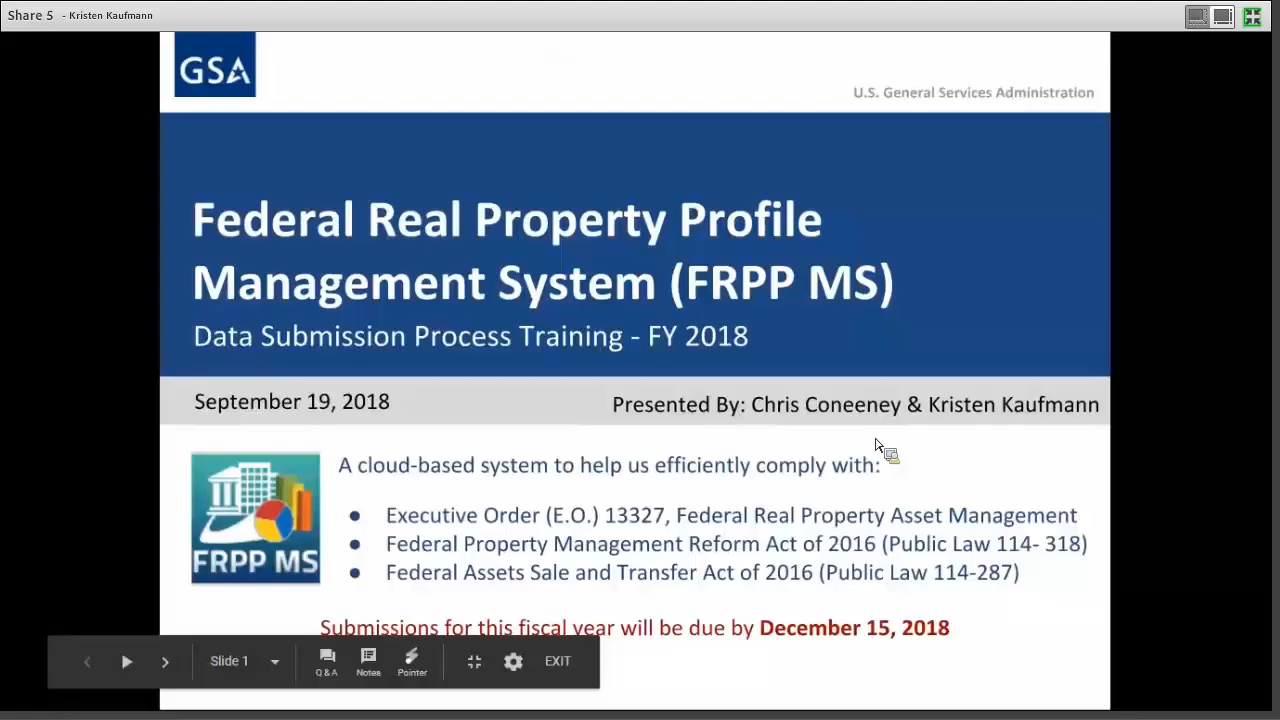 Share 5 - Kristen Kaufmann
GSA
U.S. General Services Administration
Federal Real Property Profile
Management System (FRPP MS)
Data Submission Process Training - FY 2018
September 19, 2018
Presented By: Chris Coneeney & Kristen Kaufmann
A cloud-based system to help us efficiently comply with:
● Executive Order (E.O.) 13327, Federal Real Property Asset Management
● Federal Property Management Reform Act of 2016 (Public Law 114- 318)
● Federal Assets Sale and Transfer Act of 2016 (Public Law 114-287)
FRPP MS
Submissions for this fiscal year will be due by December 15, 2018
Slide 1
Q & A
Notes
Pointer
EXIT